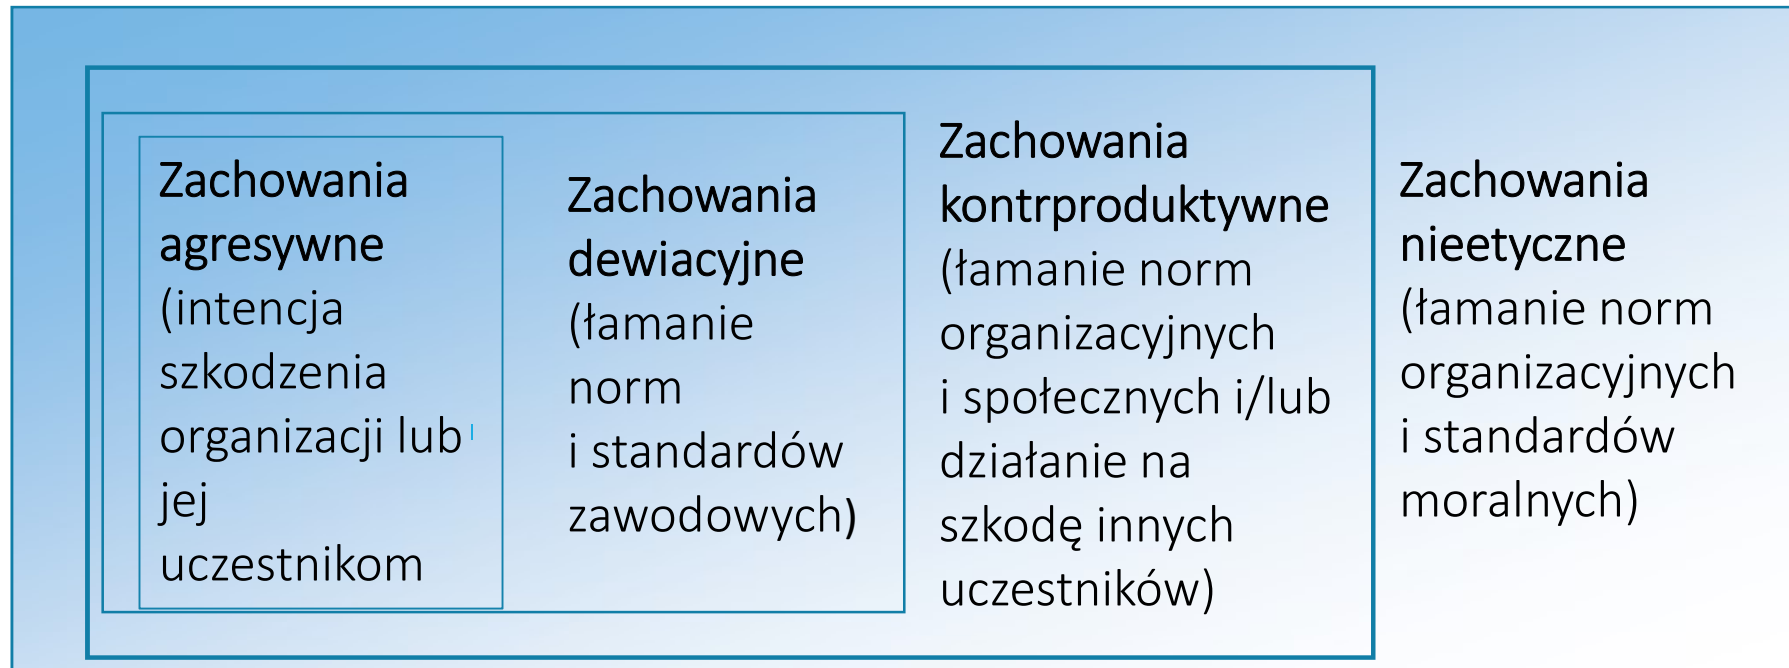 Zachowania
agresywne
(intencja
szkodzenia
organizacji lub
jej
uczestnikom
Zachowania
dewiacyjne
(łamanie
norm
i standardów
zawodowych)
Zachowania
kontrproduktywne
(łamanie norm
organizacyjnych
i społecznych i/lub
działanie na
szkodę innych
uczestników)
Zachowania
nieetyczne
(łamanie norm
organizacyjnych
i standardów
moralnych)